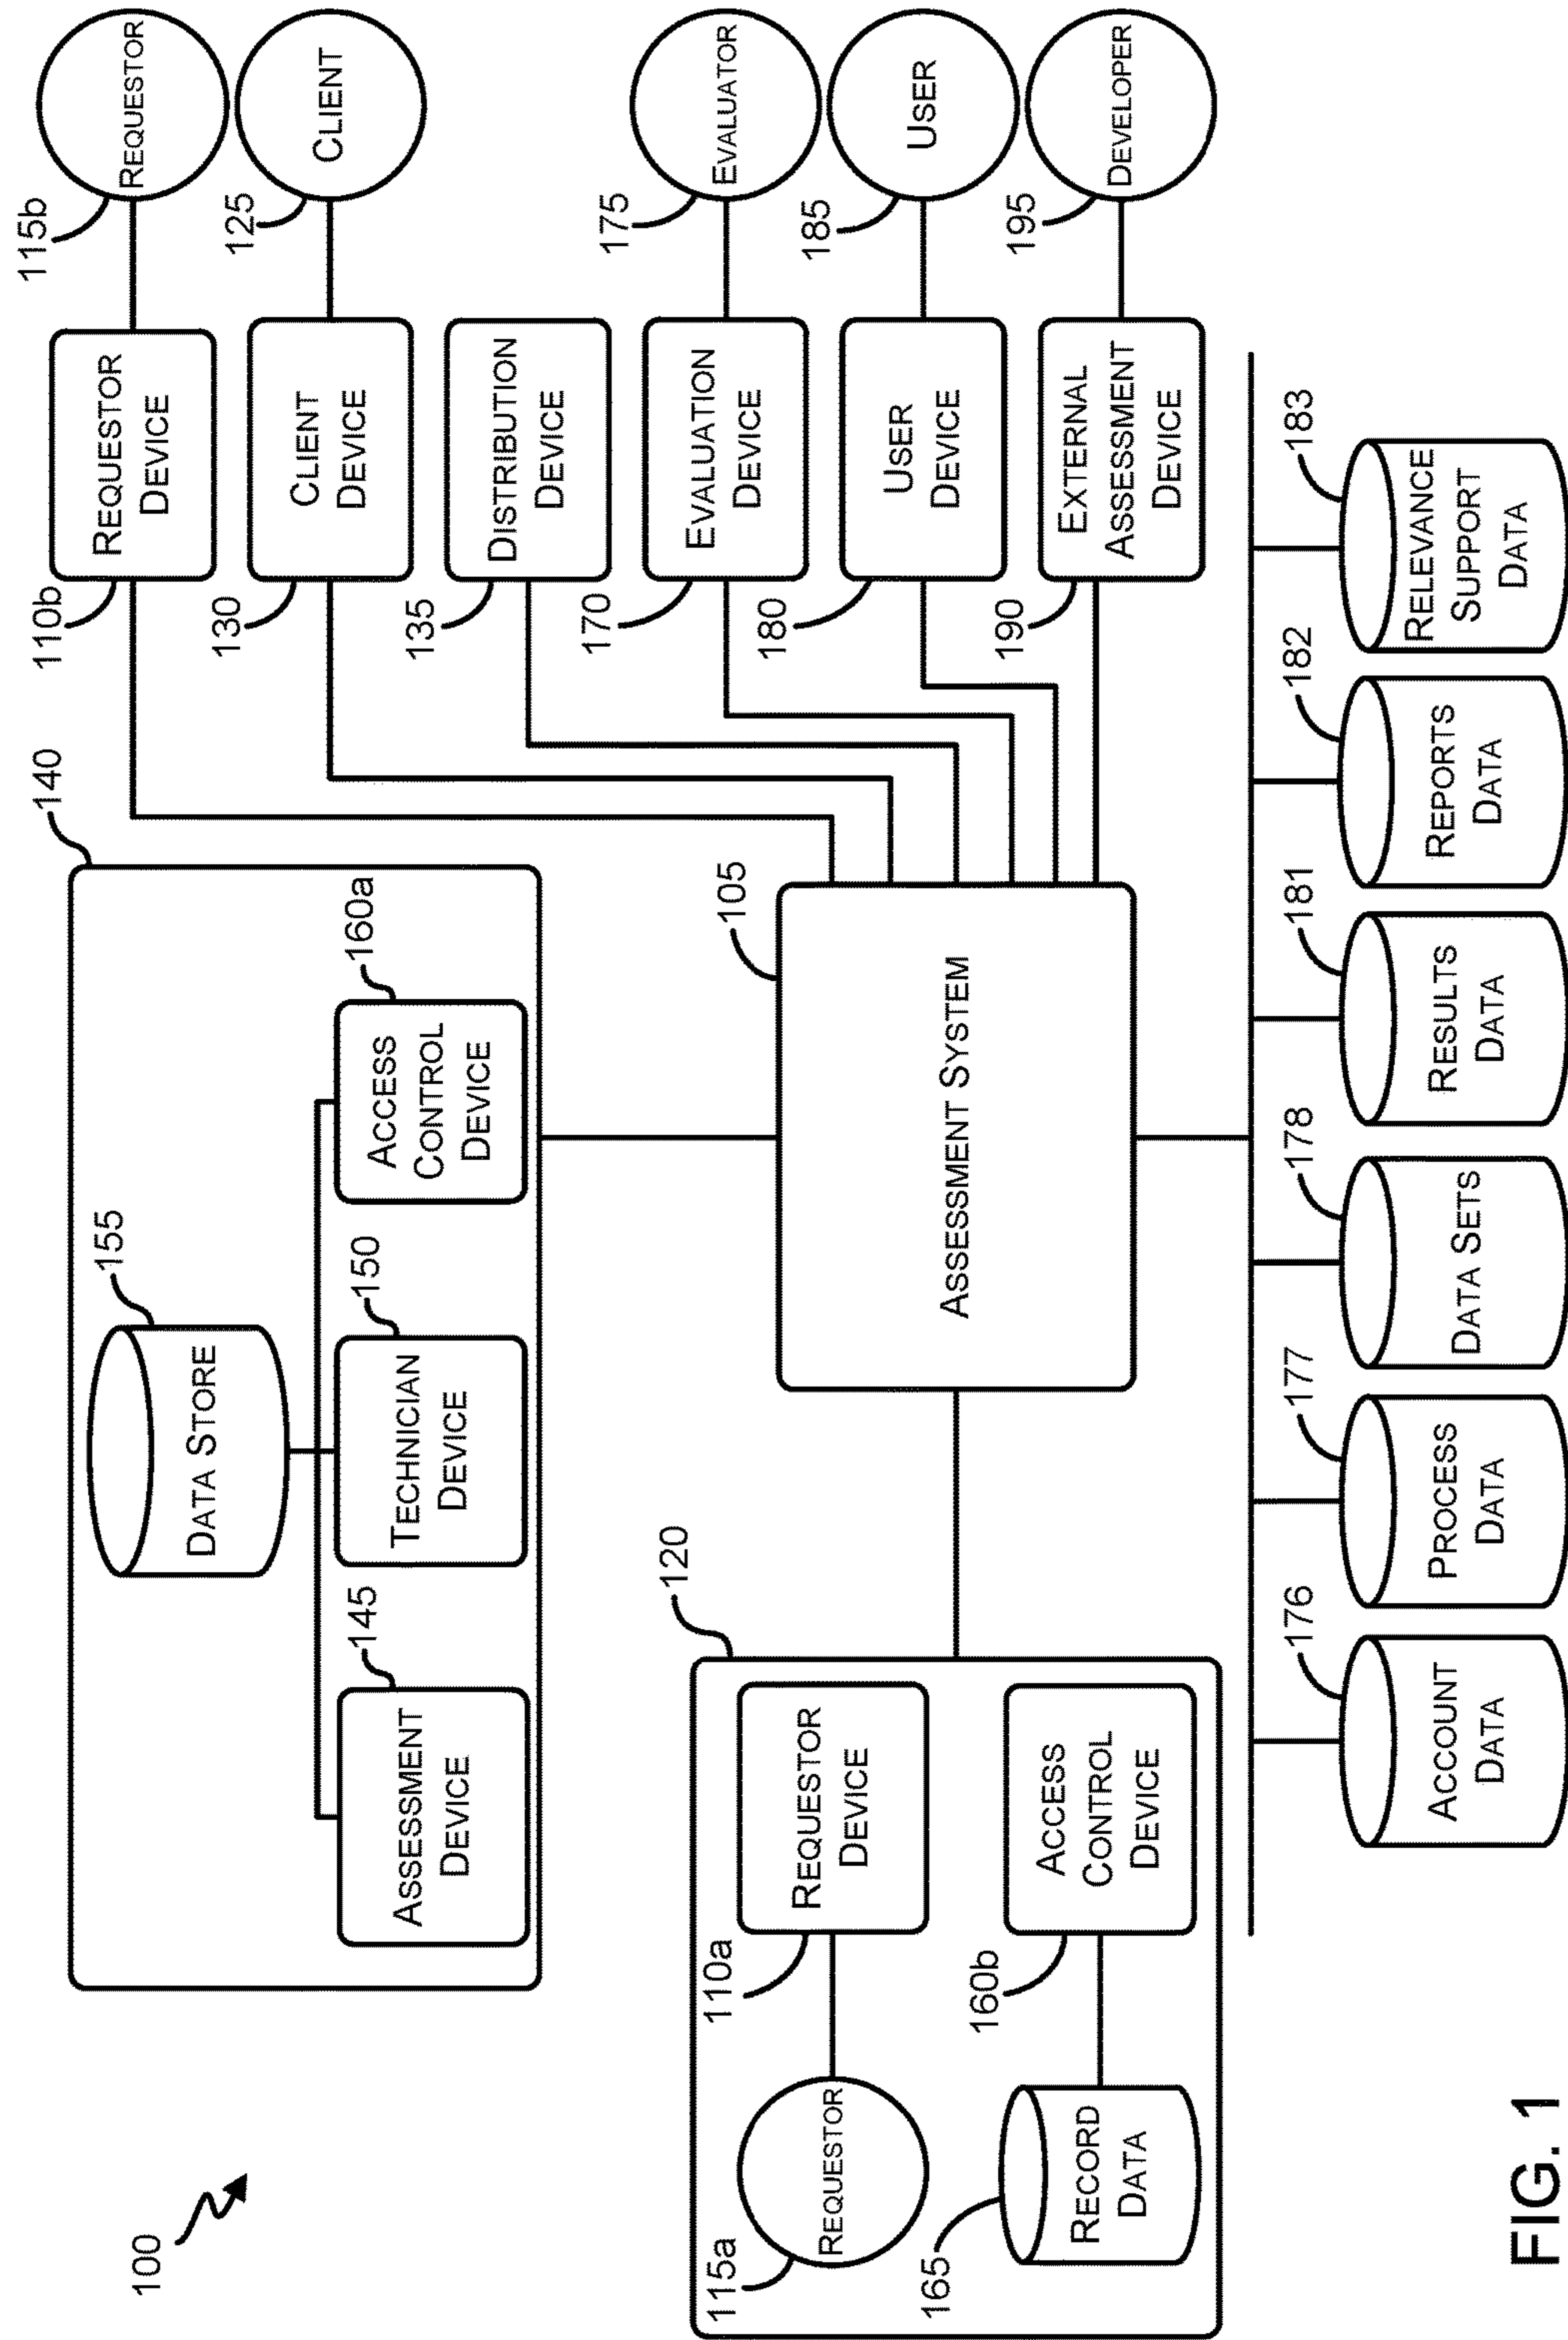 100
140
155
DATA STORE
145
150
160a
ASSESSMENT
DEVICE
TECHNICIAN
DEVICE
ACCESS
CONTROL
DEVICE
110b
REQUESTOR
DEVICE
115b
REQUESTOR
130
CLIENT
DEVICE
125
CLIENT
135
DISTRIBUTION
DEVICE
170
EVALUATION
DEVICE
175
EVALUATOR
180
USER
DEVICE
185
USER
190
EXTERNAL
ASSESSMENT
DEVICE
195
DEVELOPER
105
ASSESSMENT SYSTEM
120
115a
REQUESTOR
110a
REQUESTOR
DEVICE
165
RECORD
DATA
160b
ACCESS
CONTROL
DEVICE
176
ACCOUNT
DATA
177
PROCESS
DATA
178
DATA SETS
181
RESULTS
DATA
182
REPORTS
DATA
183
RELEVANCE
SUPPORT
DATA
FIG. 1